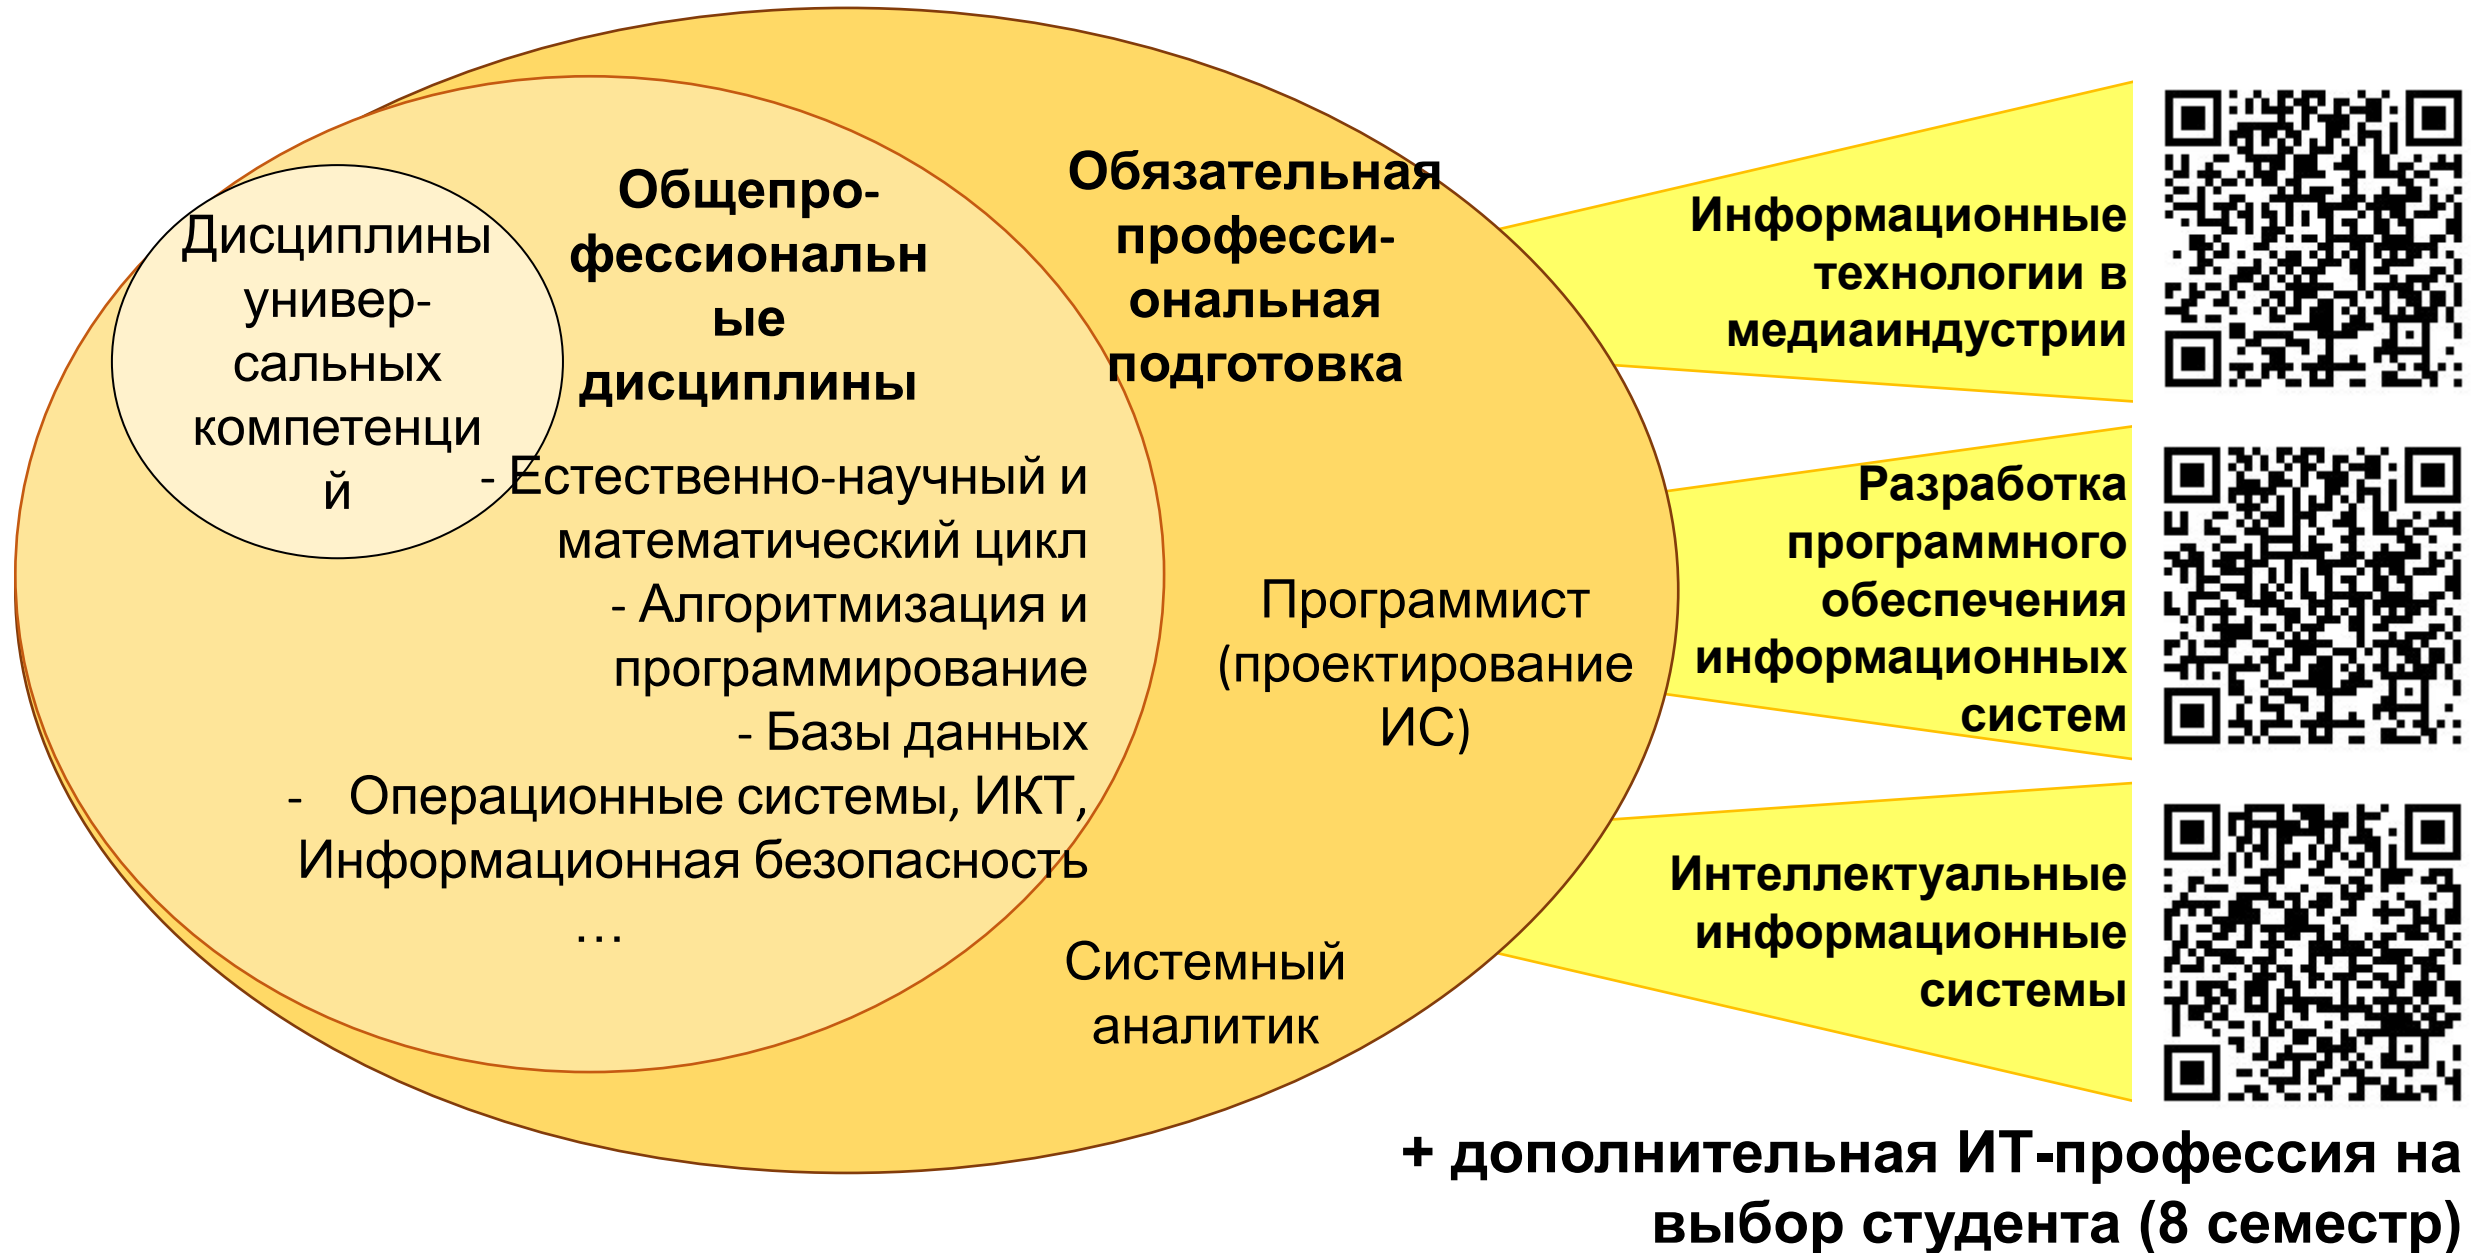 Дисциплины
универ-
сальных
компетенци
й
Общепро-
фессиональн
ые
дисциплины
- Естественно-научный и
математический цикл
- Алгоритмизация и
программирование
- Базы данных
- Операционные системы, ИКТ,
Информационная безопасность
…
Обязательная
професси-
ональная
подготовка
Программист
(проектирование
ИС)
Системный
аналитик
Информационные
технологии в
медиаиндустрии
Разработка
программного
обеспечения
информационных
систем
Интеллектуальные
информационные
системы
+ дополнительная ИТ-профессия на
выбор студента (8 семестр)